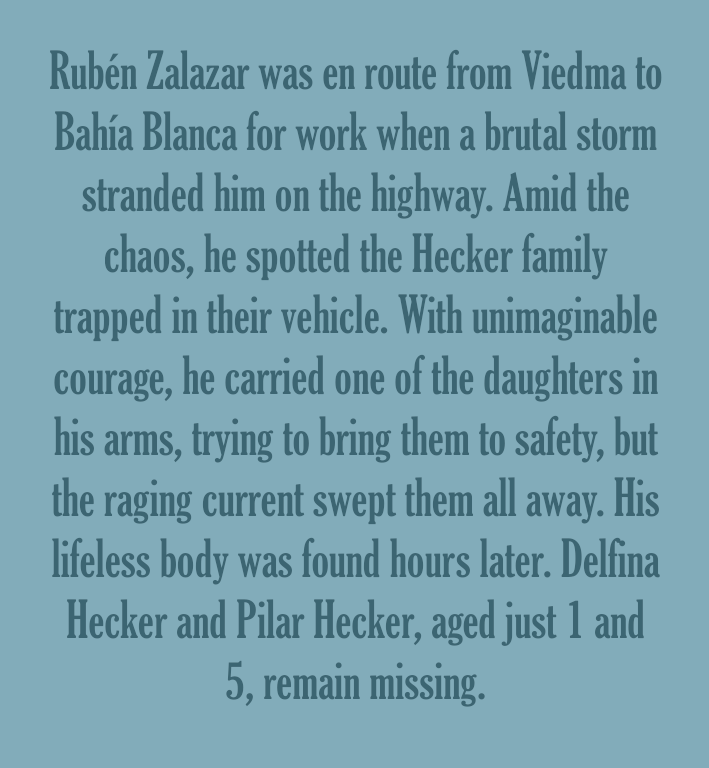 Rubén Zalazar was en route from Viedma to
Bahía Blanca for work when a brutal storm
stranded him on the highway. Amid the
chaos, he spotted the Hecker family
trapped in their vehicle. With unimaginable
courage, he carried one of the daughters in
his arms, trying to bring them to safety, but
the raging current swept them all away. His
lifeless body was found hours later. Delfina
Hecker and Pilar Hecker, aged just 1 and
5, remain missing.